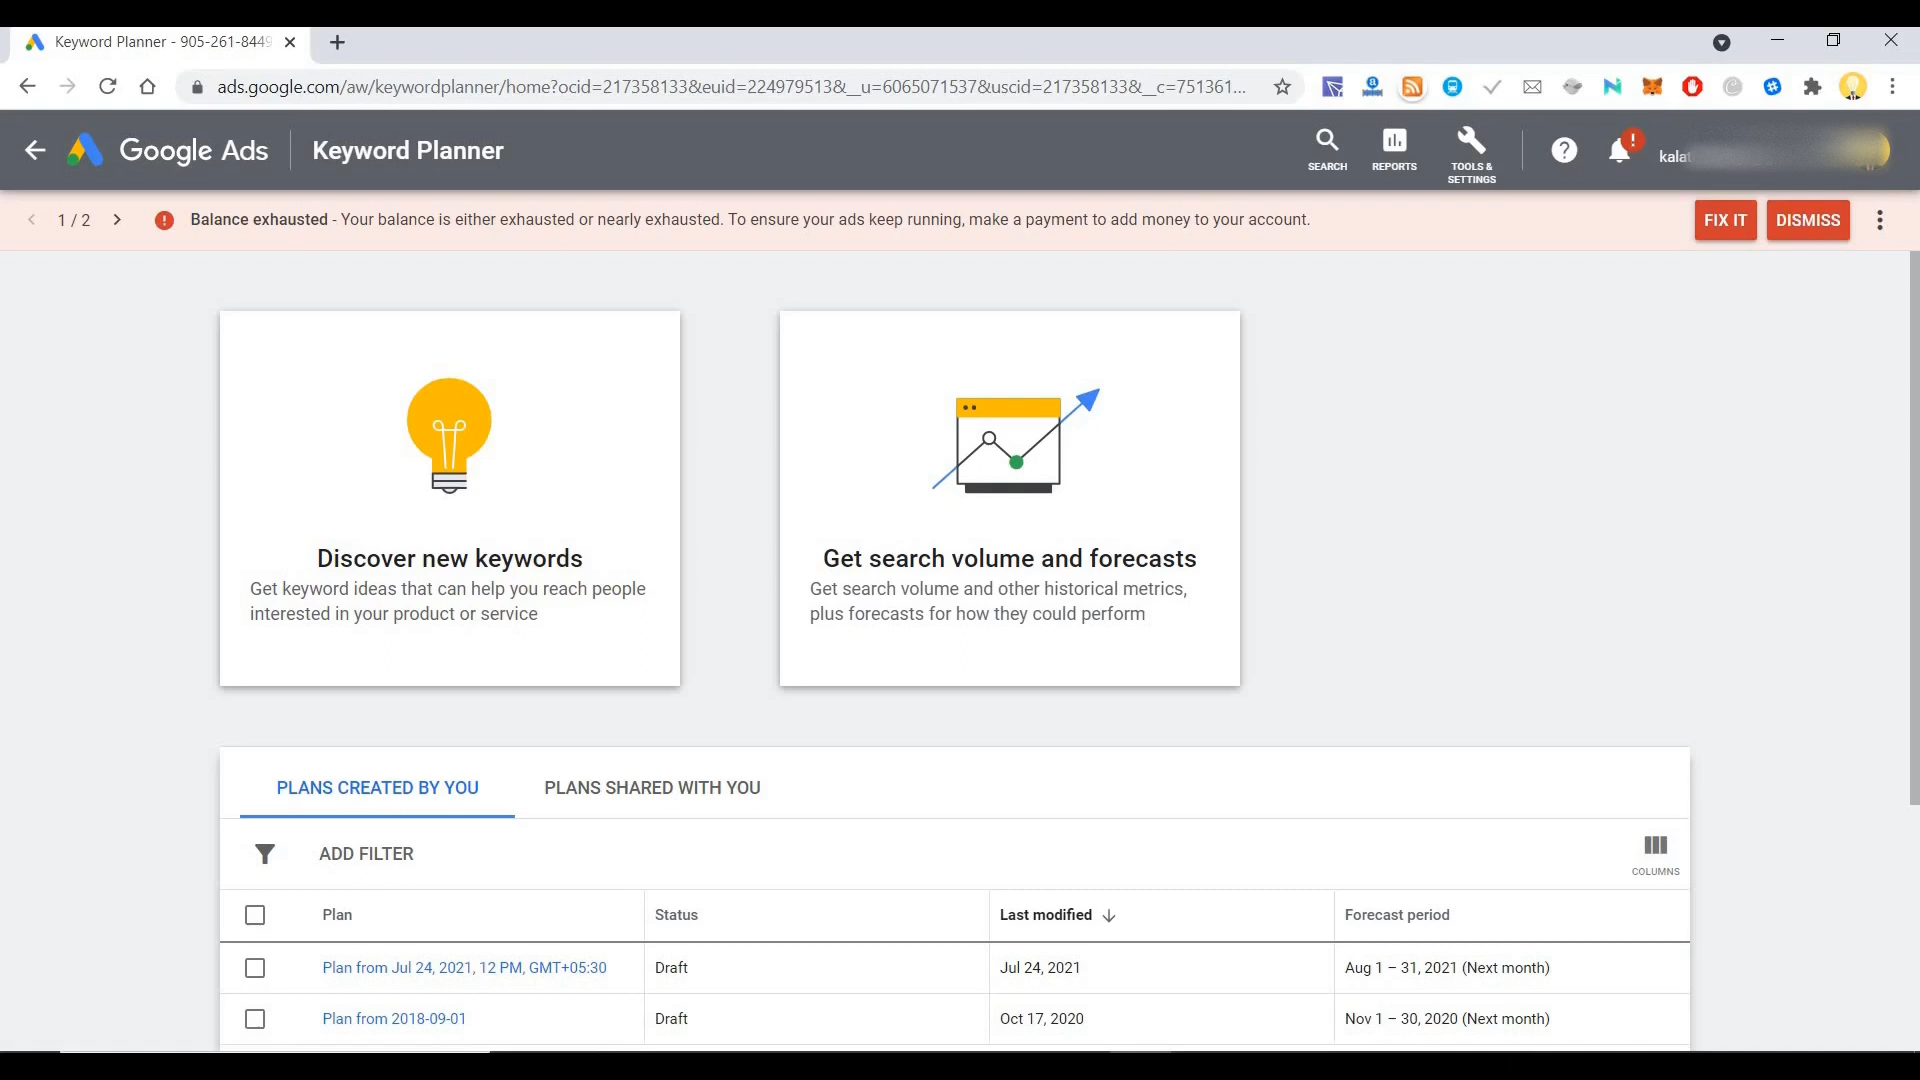 Keyword Planner - 905-261-8449
ads.google.com/aw/keywordplanner/home?ocid=217358133&euid=224979513&__u=6065071537&uscid=217358133&__c=751361...
Google Ads
Keyword Planner
SEARCH
REPORTS
TOOLS &
SETTINGS
kalat
1 / 2
Balance exhausted - Your balance is either exhausted or nearly exhausted. To ensure your ads keep running, make a payment to add money to your account.
FIX IT
DISMISS
Discover new keywords
Get keyword ideas that can help you reach people
interested in your product or service
Get search volume and forecasts
Get search volume and other historical metrics,
plus forecasts for how they could perform
PLANS CREATED BY YOU
PLANS SHARED WITH YOU
ADD FILTER
COLUMNS
Plan
Status
Last modified
Forecast period
Plan from Jul 24, 2021, 12 PM, GMT+05:30
Draft
Jul 24, 2021
Aug 1 – 31, 2021 (Next month)
Plan from 2018-09-01
Draft
Oct 17, 2020
Nov 1 – 30, 2020 (Next month)